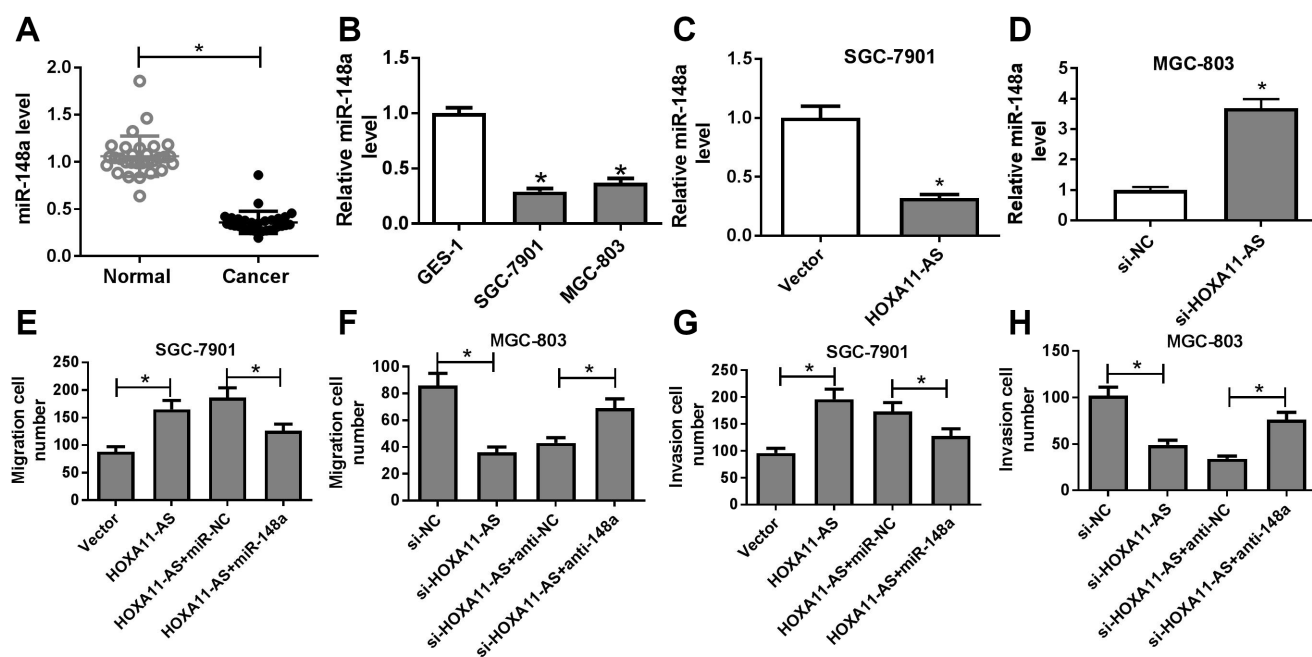 A
*
miR-148a level
2.0
1.5
1.0
0.5
0.0
Normal
Cancer
B
Relative miR-148a
level
1.5
1.0
0.5
0.0
*
*
GES-1
SGC-7901
MGC-803
C
SGC-7901
Relative miR-148a
level
1.5
1.0
0.5
0.0
*
Vector
HOXA11-AS
D
MGC-803
Relative miR-148a
level
5
4
3
2
1
0
*
si-NC
si-HOXA11-AS
E
SGC-7901
Migration cell
number
250
200
150
100
50
0
*
*
Vector
HOXA11-AS
HOXA11-AS+miR-NC
HOXA11-AS+miR-148a
F
MGC-803
Migration cell
number
100
80
60
40
20
0
*
*
si-NC
si-HOXA11-AS
si-HOXA11-AS+anti-NC
si-HOXA11-AS+anti-148a
G
SGC-7901
Invasion cell
number
250
200
150
100
50
0
*
*
Vector
HOXA11-AS
HOXA11-AS+miR-NC
HOXA11-AS+miR-148a
H
MGC-803
Invasion cell
number
150
100
50
0
*
*
si-NC
si-HOXA11-AS
si-HOXA11-AS+anti-NC
si-HOXA11-AS+anti-148a